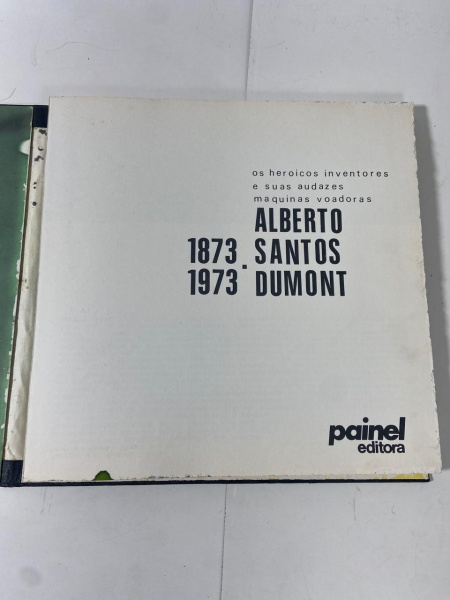 os heroicos inventores
e suas audazes
maquinas voadoras
ALBERTO
1873. SANTOS
1973 DUMONT
painel
editora